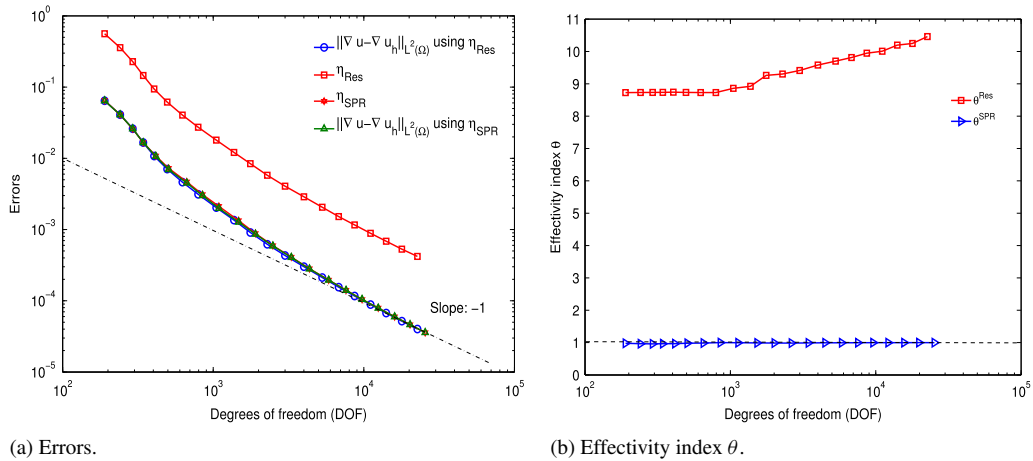 10^0
10^-1
10^-2
10^-3
10^-4
10^-5
Errors
||∇ u−∇ u_h||_L^2(Ω) using η_Res
η_Res
η_SPR
||∇ u−∇ u_h||_L^2(Ω) using η_SPR
Slope: −1
10^2 10^3 10^4 10^5
Degrees of freedom (DOF)
(a) Errors.
11
10
9
8
7
6
5
4
3
2
1
0
Effectivity index θ
θ^Res
θ^SPR
10^2 10^3 10^4 10^5
Degrees of freedom (DOF)
(b) Effectivity index θ.